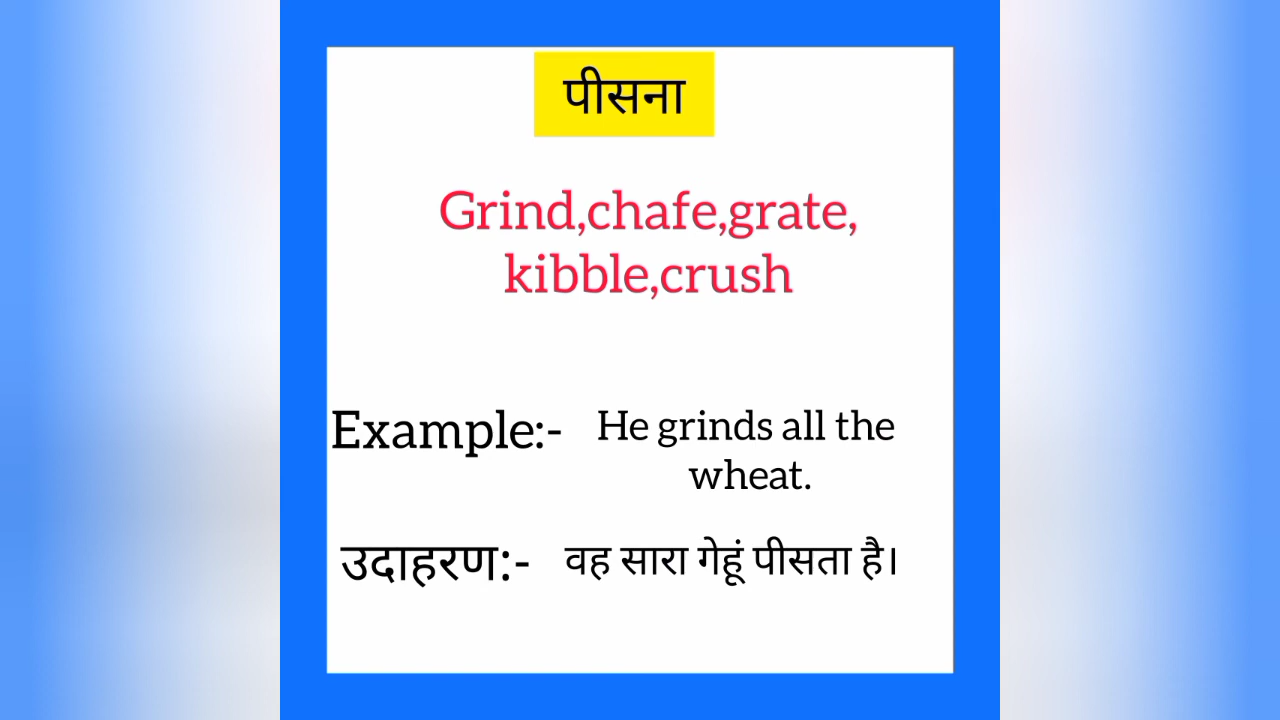 पीसना
Grind,chafe,grate,
kibble,crush
Example:- He grinds all the
wheat.
उदाहरण:- वह सारा गेहूं पीसता है।